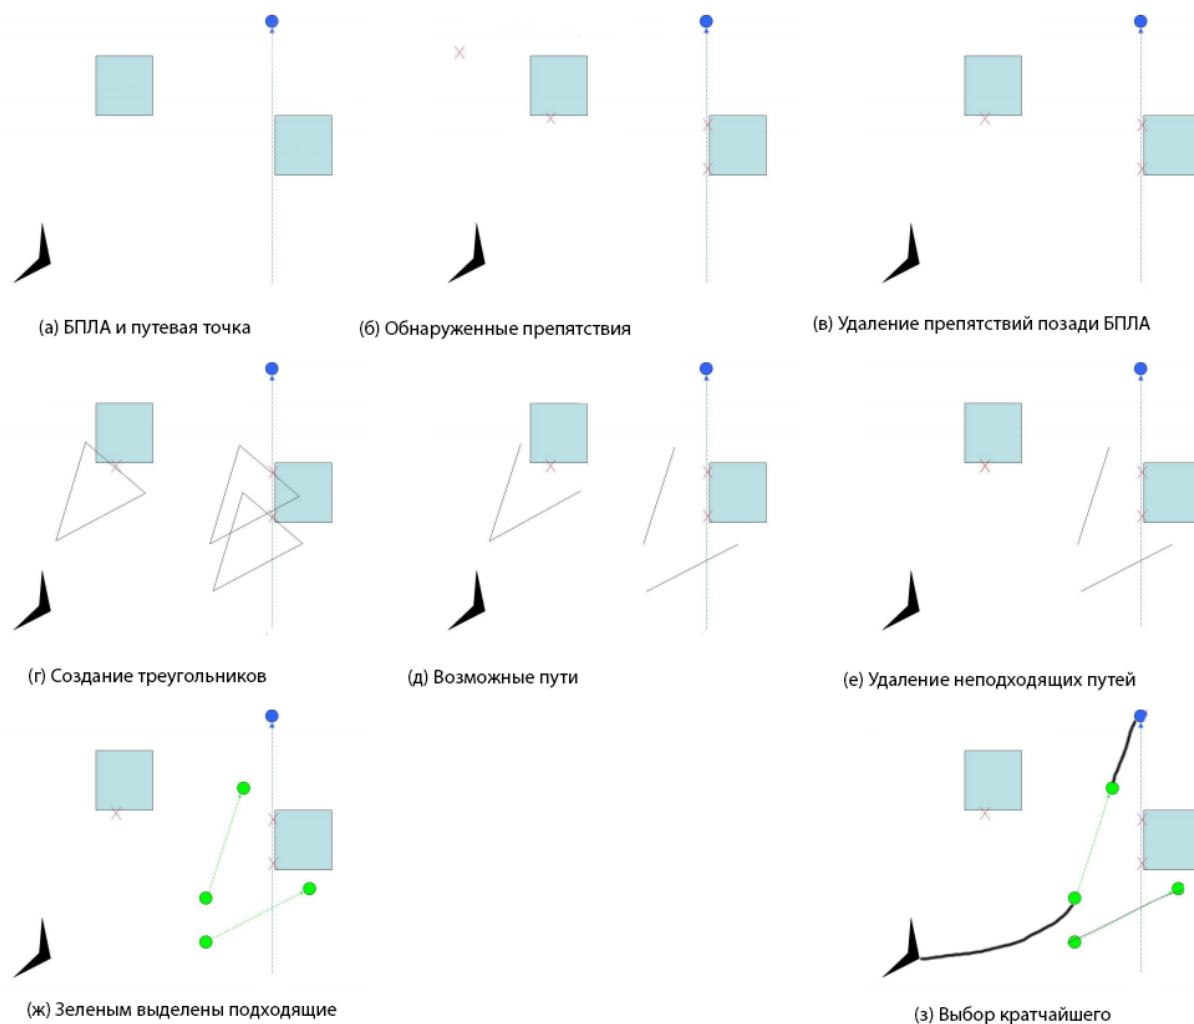 (а) БПЛА и путевая точка
(б) Обнаруженные препятствия
(в) Удаление препятствий позади БПЛА
(г) Создание треугольников
(д) Возможные пути
(е) Удаление неподходящих путей
(ж) Зеленым выделены подходящие
(з) Выбор кратчайшего